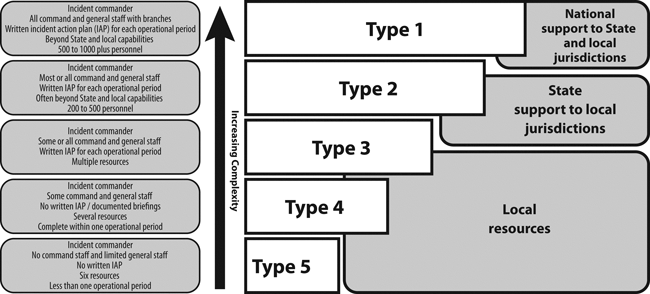 Incident commander
All command and general staff with branches
Written incident action plan (IAP) for each operational period
Beyond State and local capabilities
500 to 1000 plus personnel
Incident commander
Most or all command and general staff
Written IAP for each operational period
Often beyond State and local capabilities
200 to 500 personnel
Incident commander
Some or all command and general staff
Written IAP for each operational period
Multiple resources
Incident commander
Some command and general staff
No written IAP / documented briefings
Several resources
Complete within one operational period
Incident commander
No command staff and limited general staff
No written IAP
Six resources
Less than one operational period
Increasing Complexity
Type 1
Type 2
Type 3
Type 4
Type 5
National
support to State
and local
jurisdictions
State
support to local
jurisdictions
Local
resources